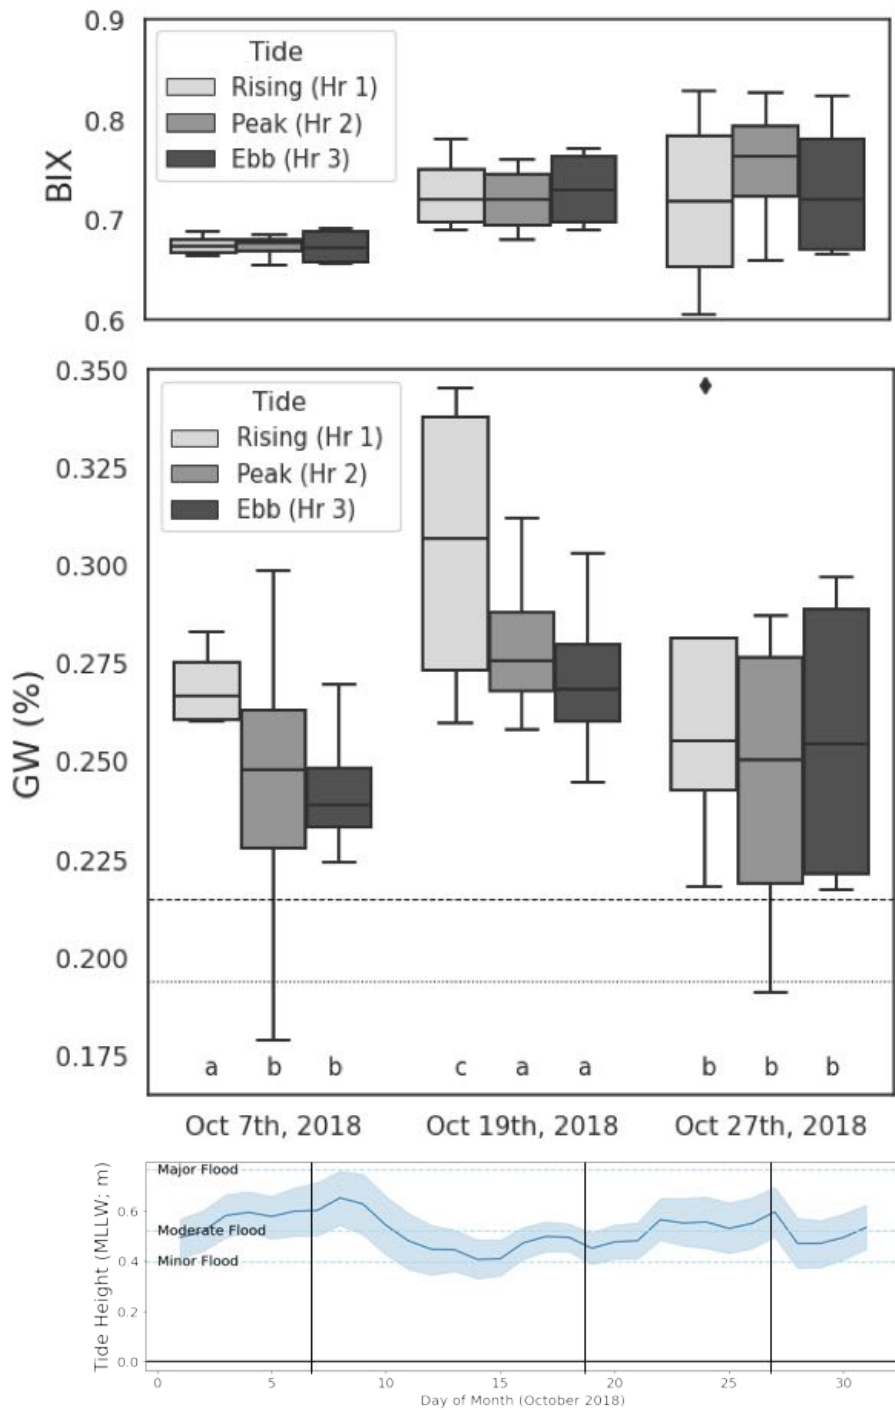 0.9
Tide
Rising (Hr 1)
Peak (Hr 2)
Ebb (Hr 3)
0.8
BIX
0.7
0.6
0.350
Tide
Rising (Hr 1)
Peak (Hr 2)
Ebb (Hr 3)
0.325
0.300
0.275
GW (%)
0.250
0.225
0.200
0.175
a b b c a a b b b
Oct 7th, 2018 Oct 19th, 2018 Oct 27th, 2018
Major Flood
Tide Height (MLLW; m)
0.6
Moderate Flood
Minor Flood
0.4
0.2
0.0
0 5 10 15 20 25 30
Day of Month (October 2018)